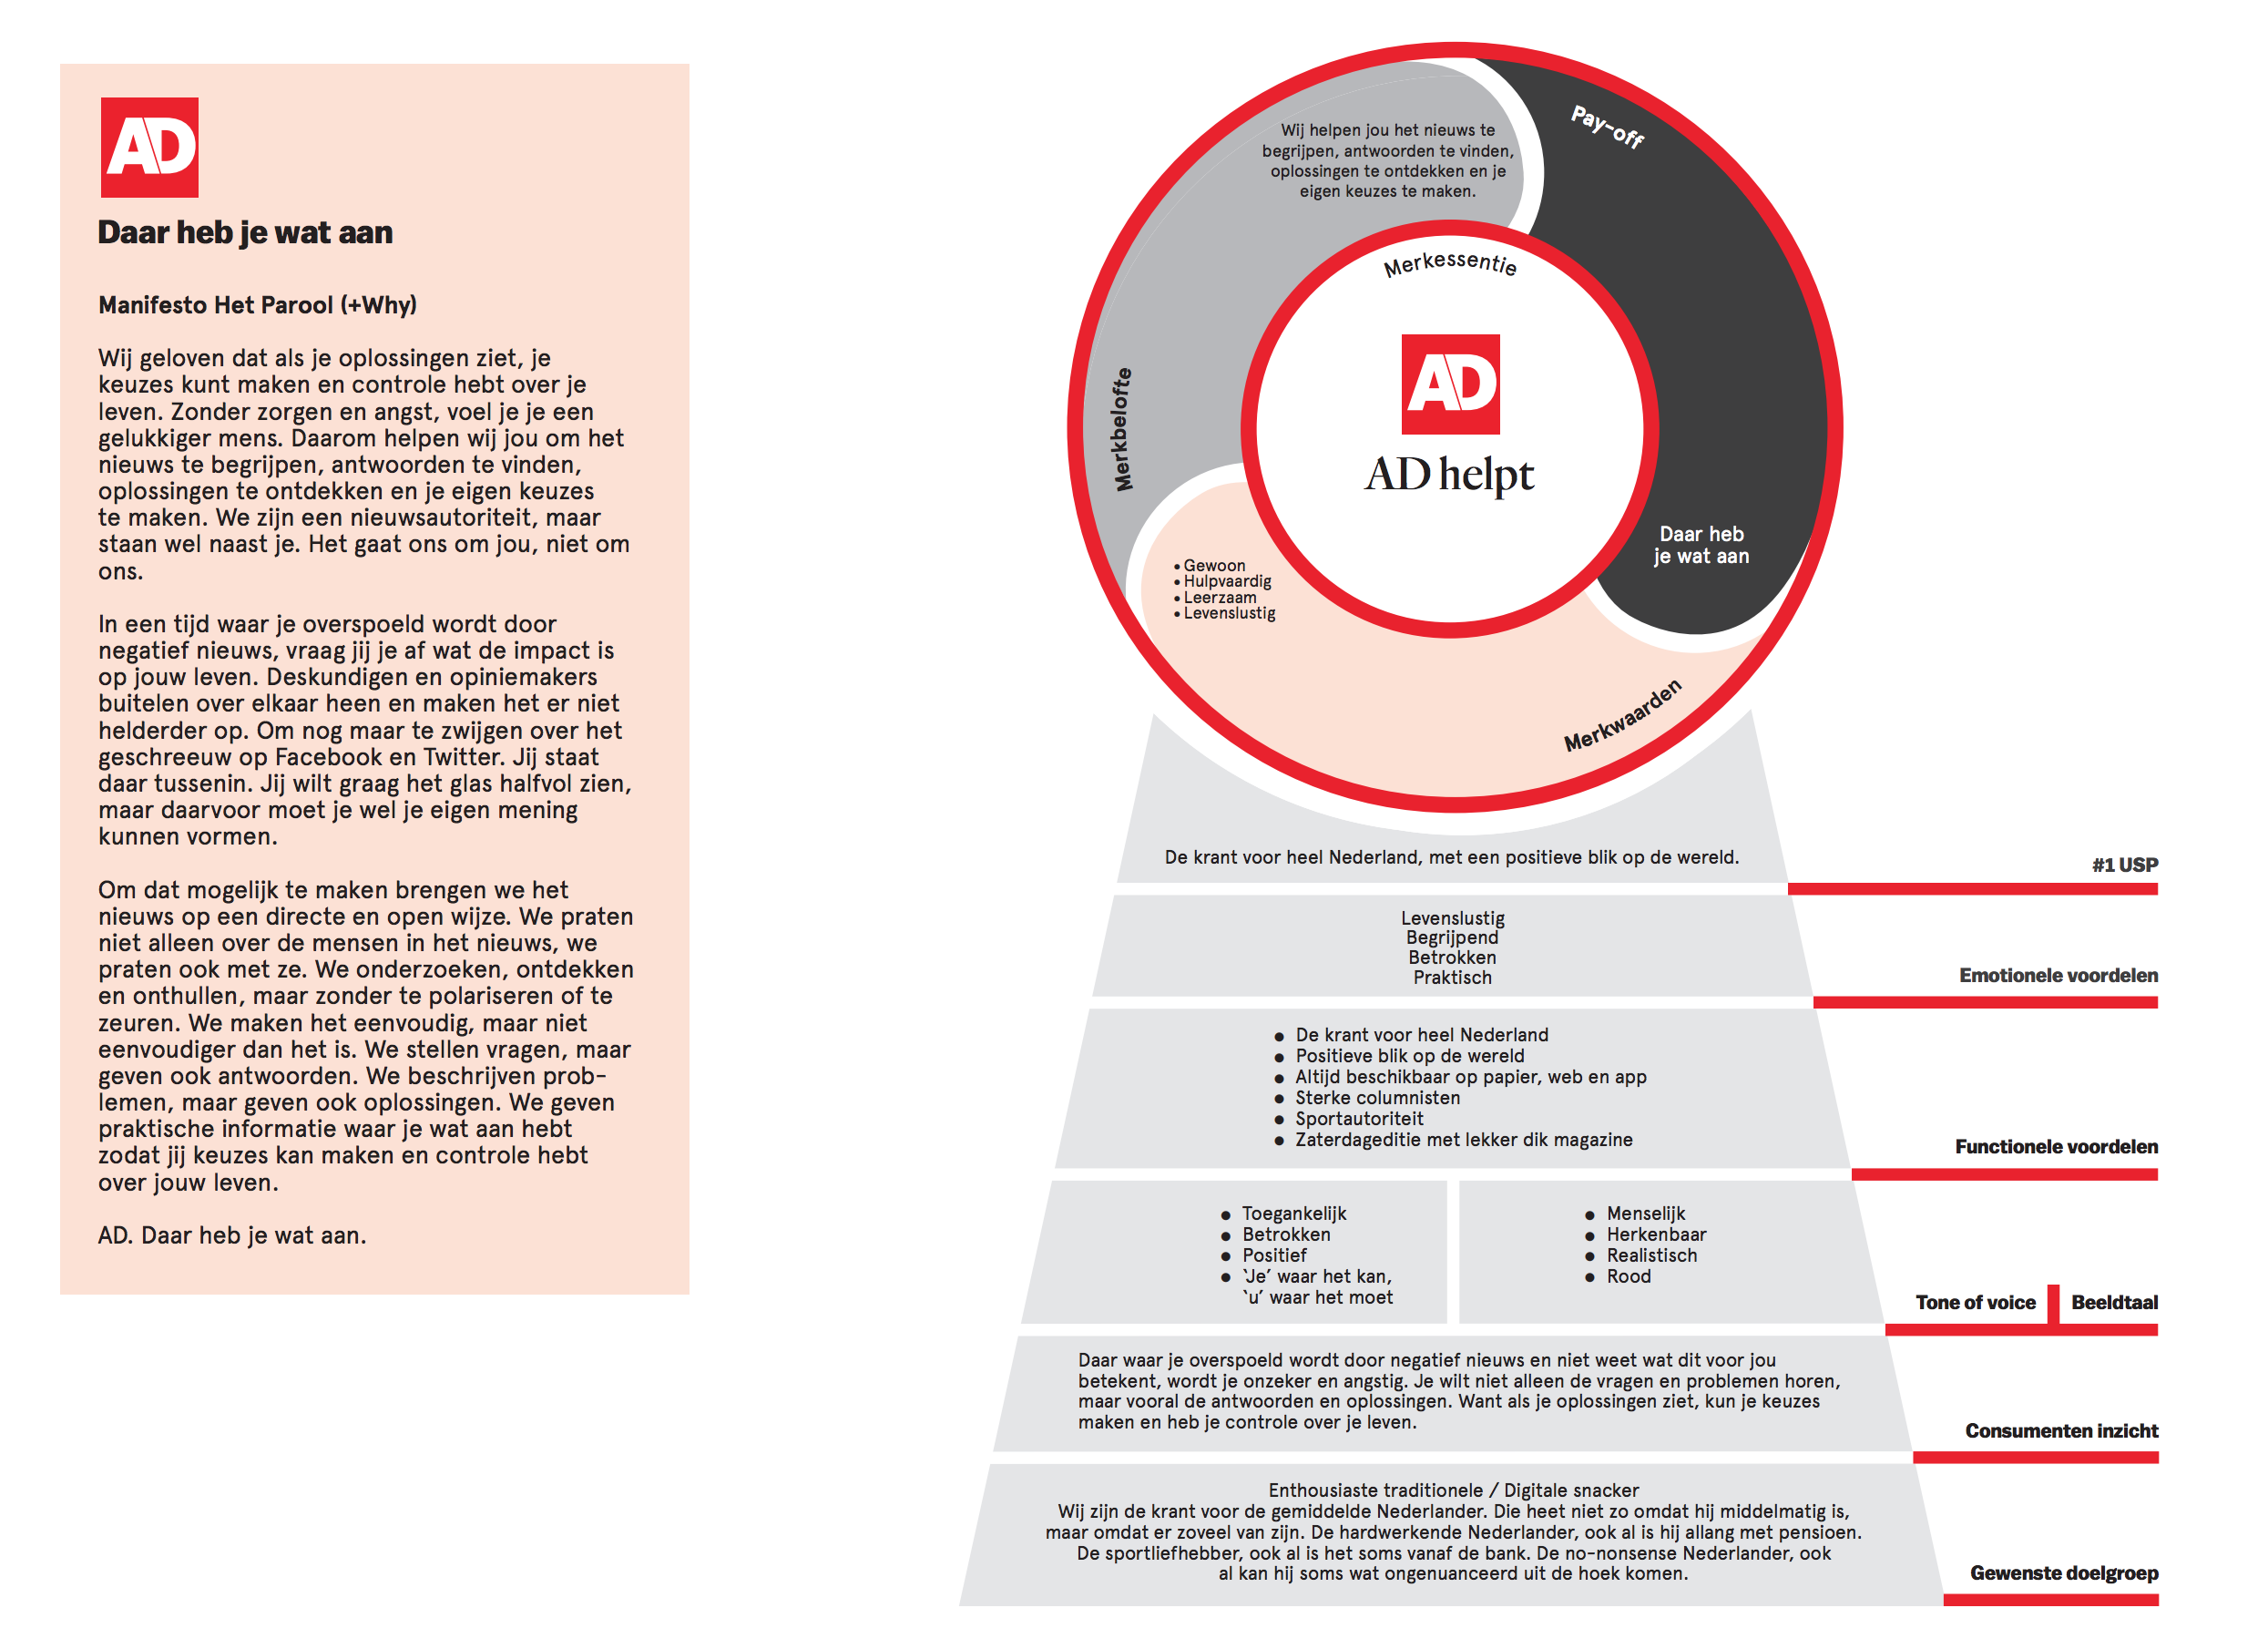 AD
Daar heb je wat aan
Manifesto Het Parool (+Why)
Wij geloven dat als je oplossingen ziet, je
keuzes kunt maken en controle hebt over je
leven. Zonder zorgen en angst, voel je je een
gelukkiger mens. Daarom helpen wij jou om het
nieuws te begrijpen, antwoorden te vinden,
oplossingen te ontdekken en je eigen keuzes
te maken. We zijn een nieuwsautoriteit, maar
staan wel naast je. Het gaat ons om jou, niet om
ons.
In een tijd waar je overspoeld wordt door
negatief nieuws, vraag jij je af wat de impact is
op jouw leven. Deskundigen en opiniemakers
buitelen over elkaar heen en maken het er niet
helderder op. Om nog maar te zwijgen over het
geschreeuw op Facebook en Twitter. Jij staat
daar tussenin. Jij wilt graag het glas halfvol zien,
maar daarvoor moet je wel je eigen mening
kunnen vormen.
Om dat mogelijk te maken brengen we het
nieuws op een directe en open wijze. We praten
niet alleen over de mensen in het nieuws, we
praten ook met ze. We onderzoeken, ontdekken
en onthullen, maar zonder te polariseren of te
zeuren. We maken het eenvoudig, maar niet
eenvoudiger dan het is. We stellen vragen, maar
geven ook antwoorden. We beschrijven prob-
lemen, maar geven ook oplossingen. We geven
praktische informatie waar je wat aan hebt
zodat jij keuzes kan maken en controle hebt
over jouw leven.
AD. Daar heb je wat aan.
Wij helpen jou het nieuws te
begrijpen, antwoorden te vinden,
oplossingen te ontdekken en je
eigen keuzes te maken.
Merkbelofte
Pay-off
Daar heb
je wat aan
Merkessentie
AD
AD helpt
• Gewoon
• Hulpvaardig
• Leerzaam
• Levenslustig
Merkwaarden
De krant voor heel Nederland, met een positieve blik op de wereld.
#1 USP
Levenslustig
Begrijpend
Betrokken
Praktisch
Emotionele voordelen
• De krant voor heel Nederland
• Positieve blik op de wereld
• Altijd beschikbaar op papier, web en app
• Sterke columnisten
• Sportautoriteit
• Zaterdageditie met lekker dik magazine
Functionele voordelen
• Toegankelijk
• Betrokken
• Positief
• ‘Je’ waar het kan,
‘u’ waar het moet
• Menselijk
• Herkenbaar
• Realistisch
• Rood
Tone of voice
Beeldtaal
Daar waar je overspoeld wordt door negatief nieuws en niet weet wat dit voor jou
betekent, wordt je onzeker en angstig. Je wilt niet alleen de vragen en problemen horen,
maar vooral de antwoorden en oplossingen. Want als je oplossingen ziet, kun je keuzes
maken en heb je controle over je leven.
Consumenten inzicht
Enthousiaste traditionele / Digitale snacker
Wij zijn de krant voor de gemiddelde Nederlander. Die heet niet zo omdat hij middelmatig is,
maar omdat er zoveel van zijn. De hardwerkende Nederlander, ook al is hij allang met pensioen.
De sportliefhebber, ook al is het soms vanaf de bank. De no-nonsense Nederlander, ook
al kan hij soms wat ongenuanceerd uit de hoek komen.
Gewenste doelgroep